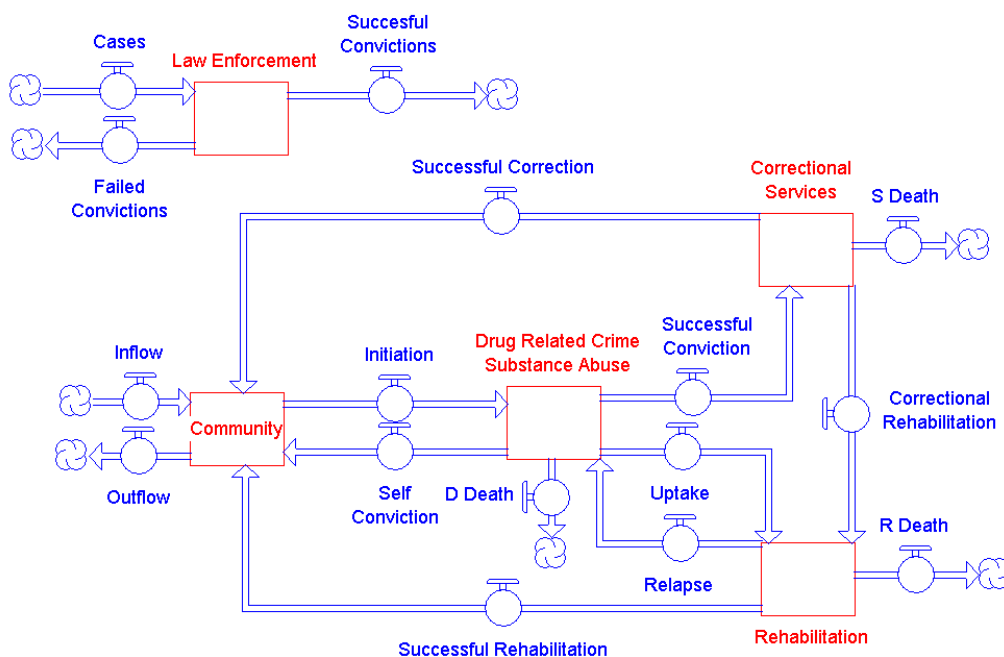 Cases
Succesful
Convictions
Law Enforcement
Failed
Convictions
Successful Correction
Correctional
Services
S Death
Inflow
Initiation
Drug Related Crime
Substance Abuse
Successful
Conviction
Community
Correctional
Rehabilitation
Outflow
Self
Conviction
D Death
Uptake
R Death
Relapse
Successful Rehabilitation
Rehabilitation